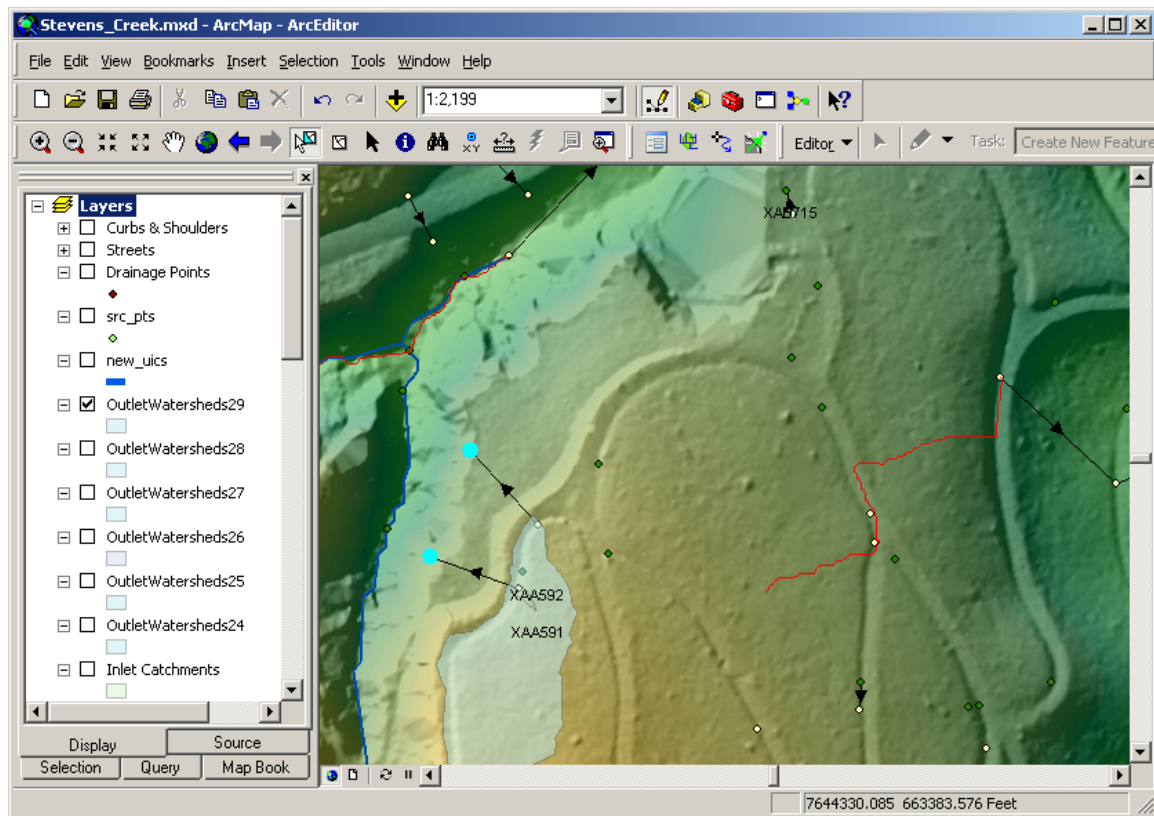 Stevens_Creek.mxd - ArcMap - ArcEditor
File Edit View Bookmarks Insert Selection Tools Window Help
1:2,199
Editor Task: Create New Feature
Layers
Curbs & Shoulders
Streets
Drainage Points
src_pts
new_uics
OutletWatersheds29
OutletWatersheds28
OutletWatersheds27
OutletWatersheds26
OutletWatersheds25
OutletWatersheds24
Inlet Catchments
Display Source
Selection Query Map Book
XAA592
XAA591
7644330.085 663383.576 Feet